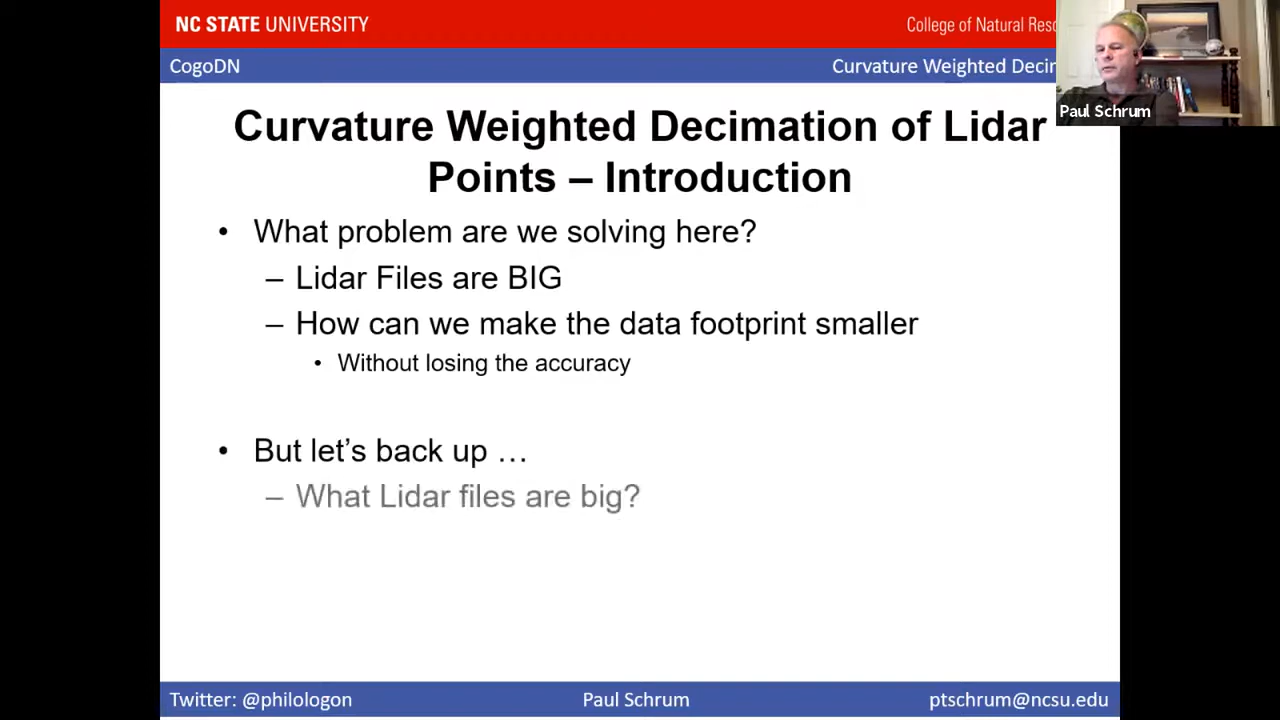 NC STATE UNIVERSITY
College of Natural
CogoDN
Curvature Weighted
Paul Schrum
Curvature Weighted Decimation of Lidar
Points – Introduction
• What problem are we solving here?
– Lidar Files are BIG
– How can we make the data footprint smaller
• Without losing the accuracy
• But let's back up …
– What Lidar files are big?
Twitter: @philologon
Paul Schrum
ptschrum@ncsu.edu